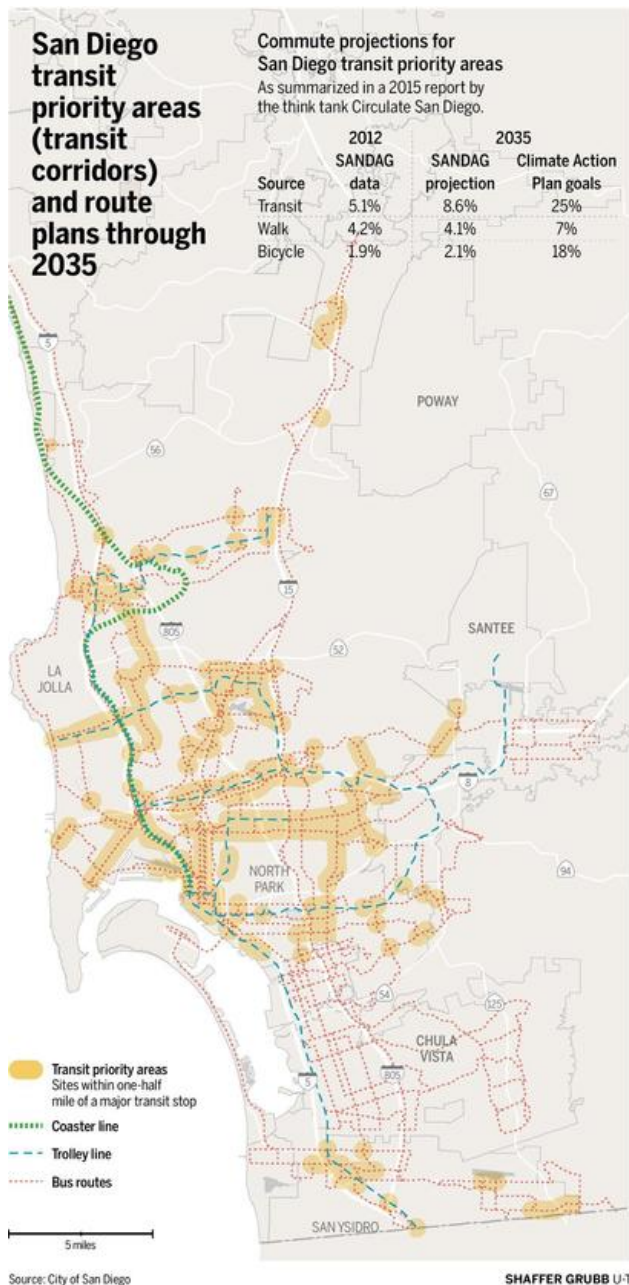 San Diego
transit
priority areas
(transit
corridors)
and route
plans through
2035
Commute projections for
San Diego transit priority areas
As summarized in a 2015 report by
the think tank Circulate San Diego.
2012 2035
SANDAG SANDAG Climate Action
Source data projection Plan goals
Transit 5.1% 8.6% 25%
Walk 4.2% 4.1% 7%
Bicycle 1.9% 2.1% 18%
5
POWAY
56
67
15
805
SANTEE
52
LA
JOLLA
8
NORTH
PARK
94
54
125
CHULA
VISTA
5
805
Transit priority areas
Sites within one-half
mile of a major transit stop
Coaster line
Trolley line
Bus routes
SAN YSIDRO
5 miles
Source: City of San Diego
SHAFFER GRUBB U-T